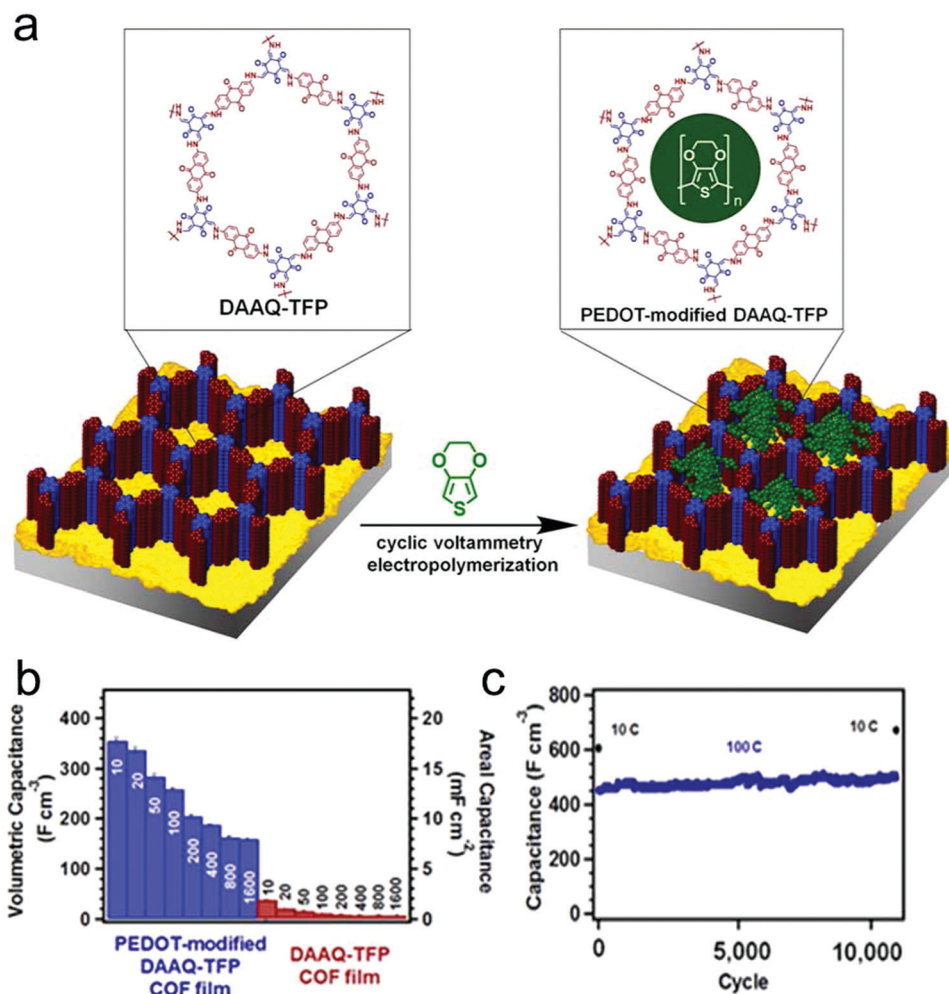 a
DAAQ-TFP
n
PEDOT-modified DAAQ-TFP
O
O
S
cyclic voltammetry
electropolymerization
b
Volumetric Capacitance
(F cm⁻³)
400
300
200
100
0
10
20
50
100
200
400
800
1600
10
20
50
100
200
400
800
1600
20
15
10
5
0
Areal Capacitance
(mF cm⁻²)
PEDOT-modified
DAAQ-TFP
COF film
DAAQ-TFP
COF film
c
Capacitance (F cm⁻³)
800
600
400
200
0
10 C
100 C
10 C
0
5,000
10,000
Cycle